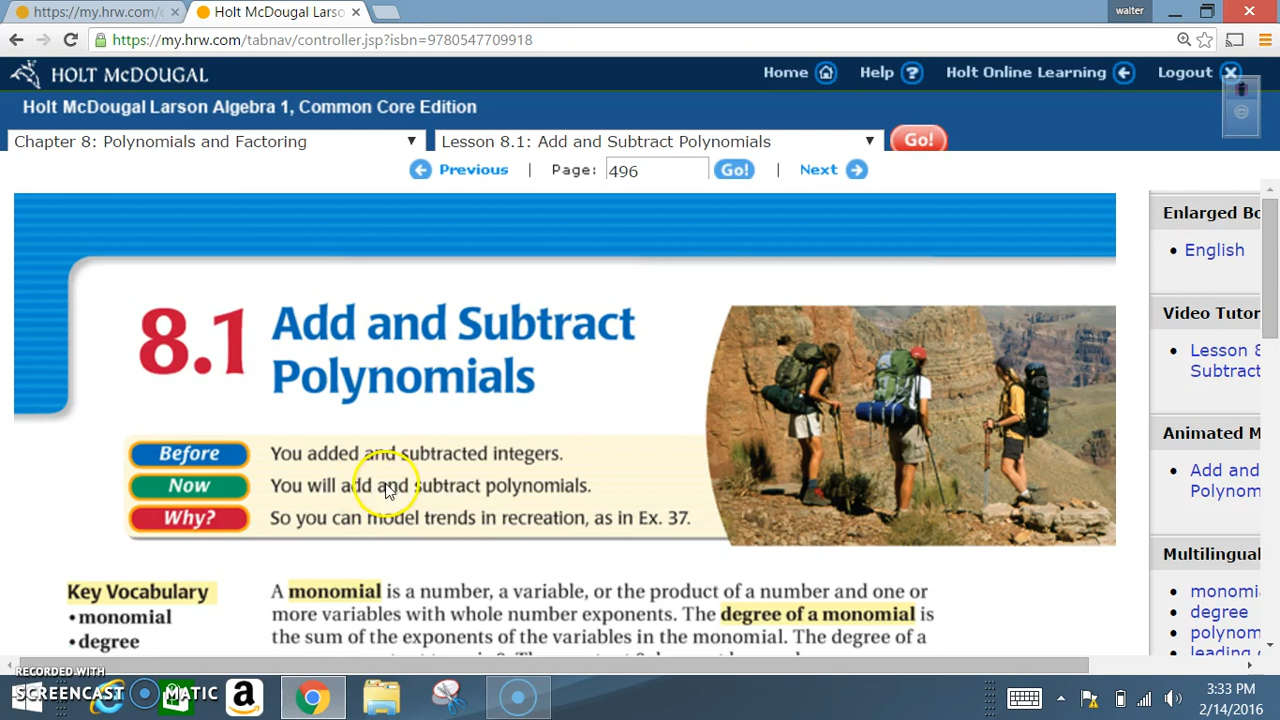 https://my.hrw.com/
Holt McDougal Larso
walter
https://my.hrw.com/tabnav/controller.jsp?isbn=9780547709918
HOLT MCDOUGAL
Home
Help ?
Holt Online Learning
Logout
Holt McDougal Larson Algebra 1, Common Core Edition
Chapter 8: Polynomials and Factoring
Lesson 8.1: Add and Subtract Polynomials
Go!
Previous | Page: 496 Go! | Next
8.1 Add and Subtract
Polynomials
Before You added and subtracted integers.
Now You will add and subtract polynomials.
Why? So you can model trends in recreation, as in Ex. 37.
Key Vocabulary
• monomial
• degree
A monomial is a number, a variable, or the product of a number and one or
more variables with whole number exponents. The degree of a monomial is
the sum of the exponents of the variables in the monomial. The degree of a
Enlarged Bo
• English
Video Tutor
• Lesson 8
Subtract
Animated M
• Add and
Polynom
Multilingual
• monomi
• degree
• polynom
• leading
RECORDED WITH
SCREENCAST MATIC
3:33 PM
2/14/2016